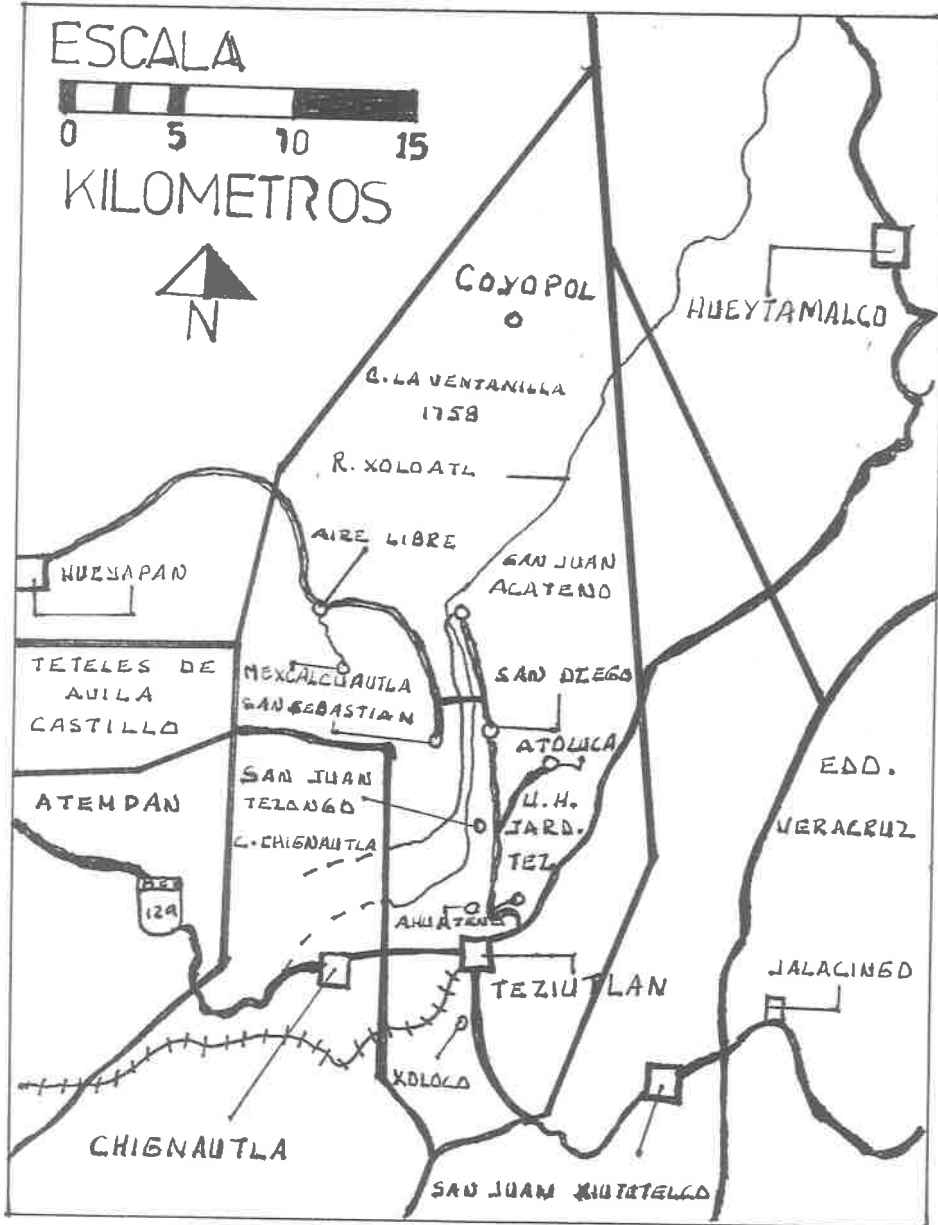 ESCALA
0 5 10 15
KILOMETROS
N
COYOPOL
HUEYTAMALCO
C. LA VENTANILLA
1758
R. XOLOATL
AIRE LIBRE
SAN JUAN
ACATENO
HUEYAPAN
TETELES DE
AVILA
CASTILLO
MEXCALCUAUTLA
SAN SEBASTIAN
SAN DIEGO
ATOLUCA
EDO.
VERACRUZ
ATEMPAN
SAN JUAN
TEZONGO
U.H.
JARD.
TEZ
C. CHIGNAUTLA
MEX
129
AHUATENO
TEZIUTLAN
JALACINGO
XOLOCO
CHIGNAUTLA
SAN JUAN XIUTETELCO